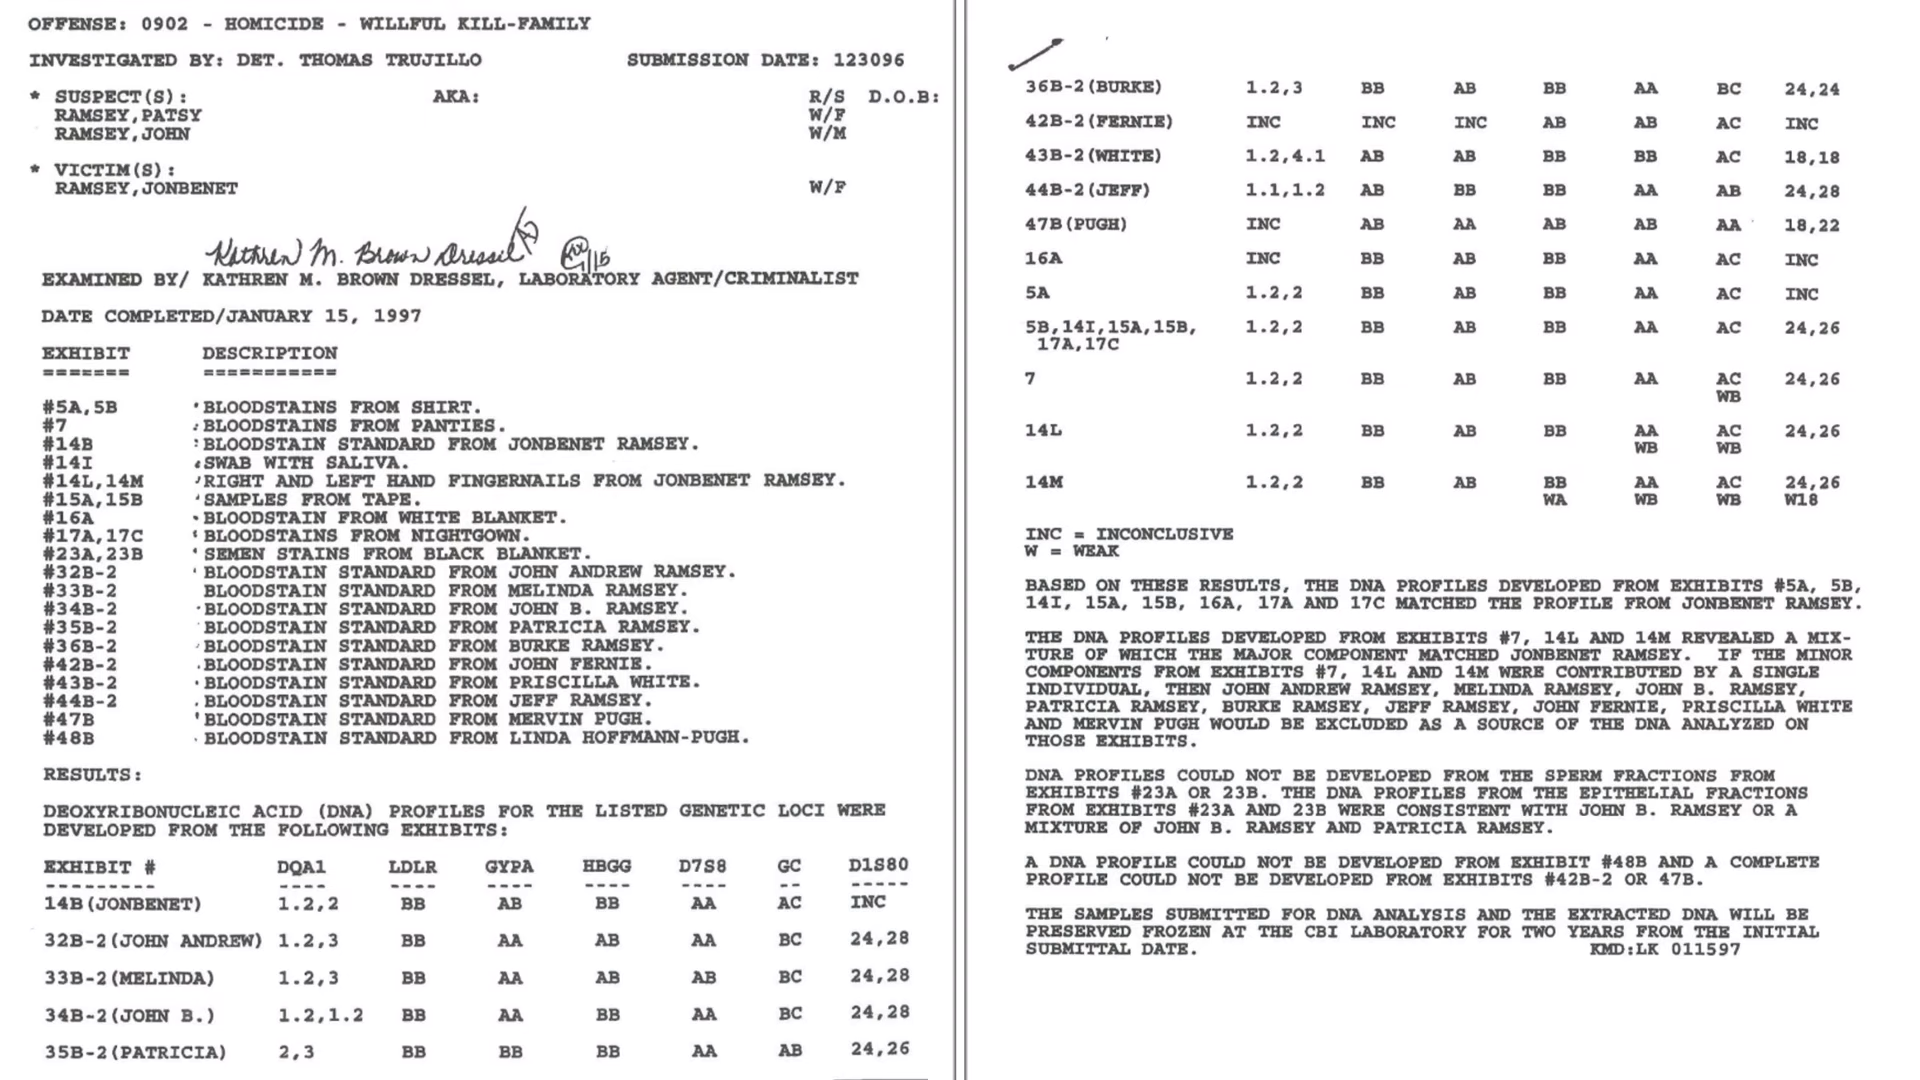 OFFENSE: 0902 - HOMICIDE - WILLFUL KILL-FAMILY
INVESTIGATED BY: DET. THOMAS TRUJILLO SUBMISSION DATE: 123096
* SUSPECT(S): AKA: R/S D.O.B:
RAMSEY,PATSY W/F
RAMSEY,JOHN W/M
* VICTIM(S):
RAMSEY,JONBENET W/F
Kathren M. Brown Dressel
EXAMINED BY/ KATHREN M. BROWN DRESSEL, LABORATORY AGENT/CRIMINALIST
DATE COMPLETED/JANUARY 15, 1997
EXHIBIT DESCRIPTION
======= ===========
#5A,5B BLOODSTAINS FROM SHIRT.
#7 BLOODSTAINS FROM PANTIES.
#14B BLOODSTAIN STANDARD FROM JONBENET RAMSEY.
#14I SWAB WITH SALIVA.
#14L,14M RIGHT AND LEFT HAND FINGERNAILS FROM JONBENET RAMSEY.
#15A,15B SAMPLES FROM TAPE.
#16A BLOODSTAIN FROM WHITE BLANKET.
#17A,17C BLOODSTAINS FROM NIGHTGOWN.
#23A,23B SEMEN STAINS FROM BLACK BLANKET.
#32B-2 BLOODSTAIN STANDARD FROM JOHN ANDREW RAMSEY.
#33B-2 BLOODSTAIN STANDARD FROM MELINDA RAMSEY.
#34B-2 BLOODSTAIN STANDARD FROM JOHN B. RAMSEY.
#35B-2 BLOODSTAIN STANDARD FROM PATRICIA RAMSEY.
#36B-2 BLOODSTAIN STANDARD FROM BURKE RAMSEY.
#42B-2 BLOODSTAIN STANDARD FROM JOHN FERNIE.
#43B-2 BLOODSTAIN STANDARD FROM PRISCILLA WHITE.
#44B-2 BLOODSTAIN STANDARD FROM JEFF RAMSEY.
#47B BLOODSTAIN STANDARD FROM MERVIN PUGH.
#48B BLOODSTAIN STANDARD FROM LINDA HOFFMANN-PUGH.
RESULTS:
DEOXYRIBONUCLEIC ACID (DNA) PROFILES FOR THE LISTED GENETIC LOCI WERE
DEVELOPED FROM THE FOLLOWING EXHIBITS:
EXHIBIT # DQA1 LDLR GYPA HBGG D7S8 GC D1S80
--------- ---- ---- ---- ---- ---- -- -----
14B(JONBENET) 1.2,2 BB AB BB AA AC INC
32B-2(JOHN ANDREW) 1.2,3 BB AA AB AA BC 24,28
33B-2(MELINDA) 1.2,3 BB AA AB AB BC 24,28
34B-2(JOHN B.) 1.2,1.2 BB AA BB AA BC 24,28
35B-2(PATRICIA) 2,3 BB BB BB AA AB 24,26
36B-2(BURKE) 1.2,3 BB AB BB AA BC 24,24
42B-2(FERNIE) INC INC INC AB AB AC INC
43B-2(WHITE) 1.2,4.1 AB AB BB BB AC 18,18
44B-2(JEFF) 1.1,1.2 AB BB BB AA AB 24,28
47B(PUGH) INC AB AA AB AB AA 18,22
16A INC BB AB BB AA AC INC
5A 1.2,2 BB AB BB AA AC INC
5B,14I,15A,15B, 1.2,2 BB AB BB AA AC 24,26
17A,17C
7 1.2,2 BB AB BB AA AC 24,26
WB
14L 1.2,2 BB AB BB AA AC 24,26
WB WB
14M 1.2,2 BB AB BB AA AC 24,26
WA WB WB W18
INC = INCONCLUSIVE
W = WEAK
BASED ON THESE RESULTS, THE DNA PROFILES DEVELOPED FROM EXHIBITS #5A, 5B,
14I, 15A, 15B, 16A, 17A AND 17C MATCHED THE PROFILE FROM JONBENET RAMSEY.
THE DNA PROFILES DEVELOPED FROM EXHIBITS #7, 14L AND 14M REVEALED A MIX-
TURE OF WHICH THE MAJOR COMPONENT MATCHED JONBENET RAMSEY. IF THE MINOR
COMPONENTS FROM EXHIBITS #7, 14L AND 14M WERE CONTRIBUTED BY A SINGLE
INDIVIDUAL, THEN JOHN ANDREW RAMSEY, MELINDA RAMSEY, JOHN B. RAMSEY,
PATRICIA RAMSEY, BURKE RAMSEY, JEFF RAMSEY, JOHN FERNIE, PRISCILLA WHITE
AND MERVIN PUGH WOULD BE EXCLUDED AS A SOURCE OF THE DNA ANALYZED ON
THOSE EXHIBITS.
DNA PROFILES COULD NOT BE DEVELOPED FROM THE SPERM FRACTIONS FROM
EXHIBITS #23A OR 23B. THE DNA PROFILES FROM THE EPITHELIAL FRACTIONS
FROM EXHIBITS #23A AND 23B WERE CONSISTENT WITH JOHN B. RAMSEY OR A
MIXTURE OF JOHN B. RAMSEY AND PATRICIA RAMSEY.
A DNA PROFILE COULD NOT BE DEVELOPED FROM EXHIBIT #48B AND A COMPLETE
PROFILE COULD NOT BE DEVELOPED FROM EXHIBITS #42B-2 OR 47B.
THE SAMPLES SUBMITTED FOR DNA ANALYSIS AND THE EXTRACTED DNA WILL BE
PRESERVED FROZEN AT THE CBI LABORATORY FOR TWO YEARS FROM THE INITIAL
SUBMITTAL DATE. KMD:LK 011597